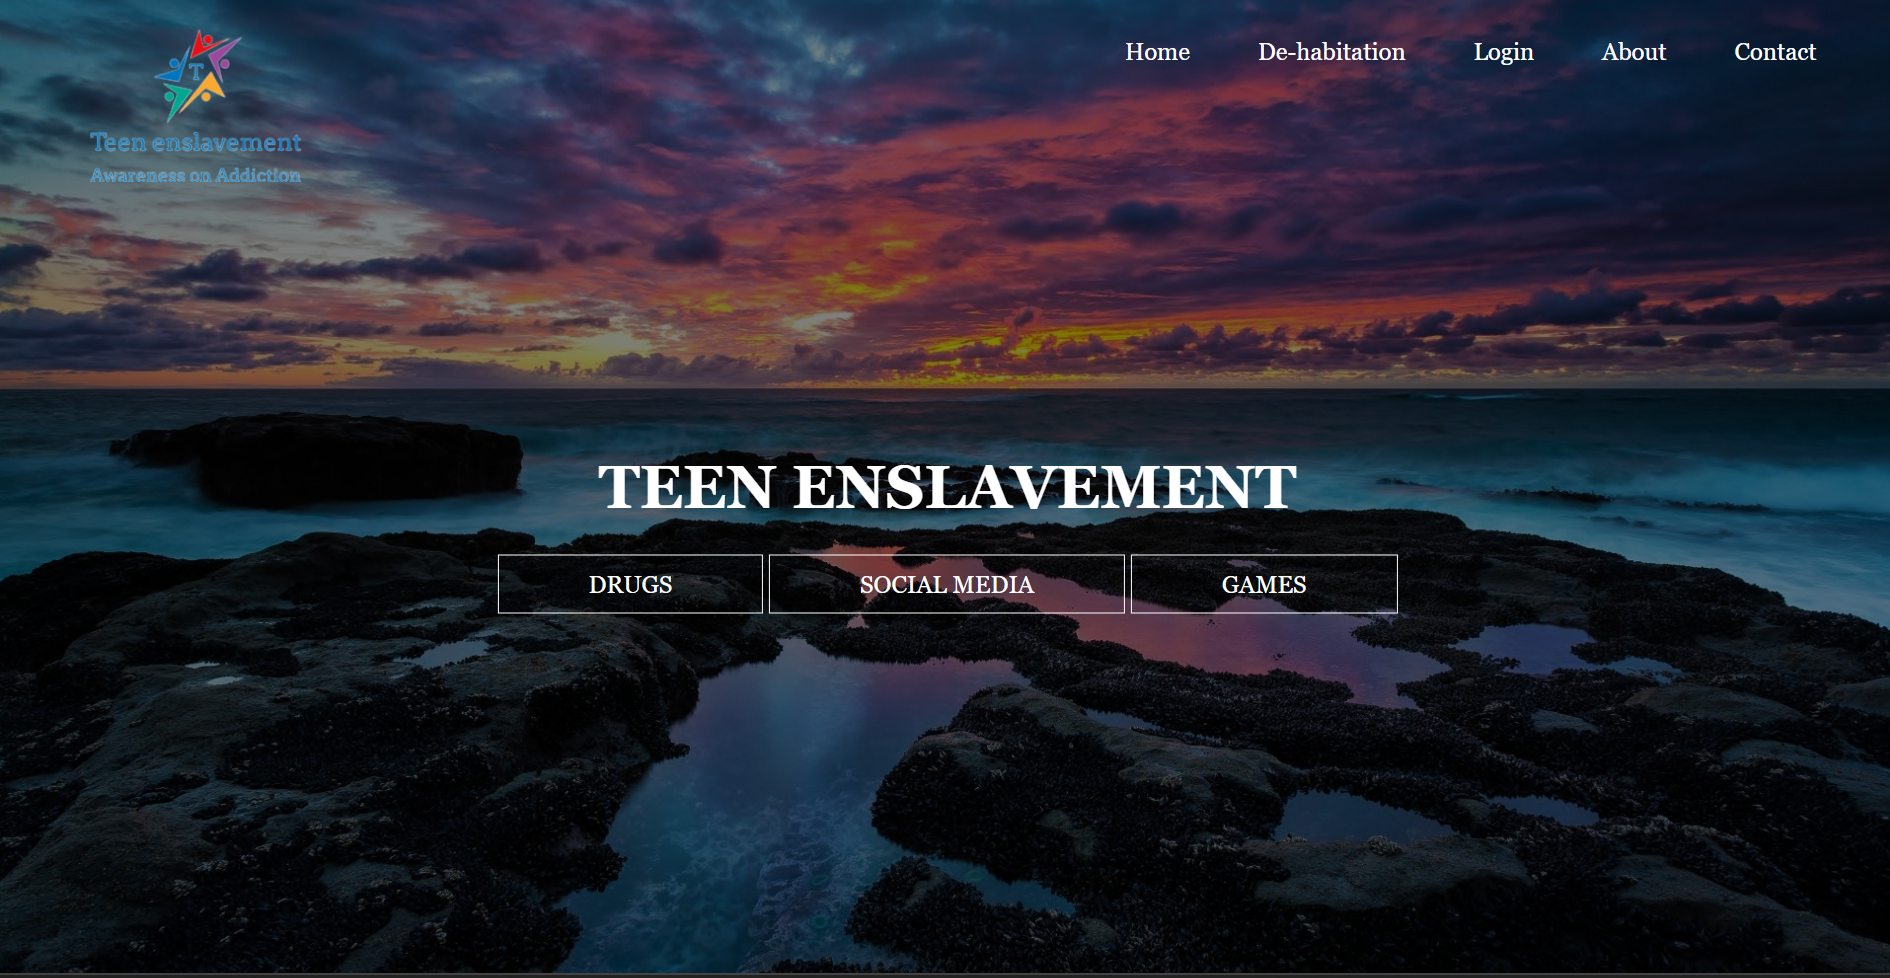 T
Teen enslavement
Awareness on Addiction
Home De-habitation Login About Contact
TEEN ENSLAVEMENT
DRUGS SOCIAL MEDIA GAMES